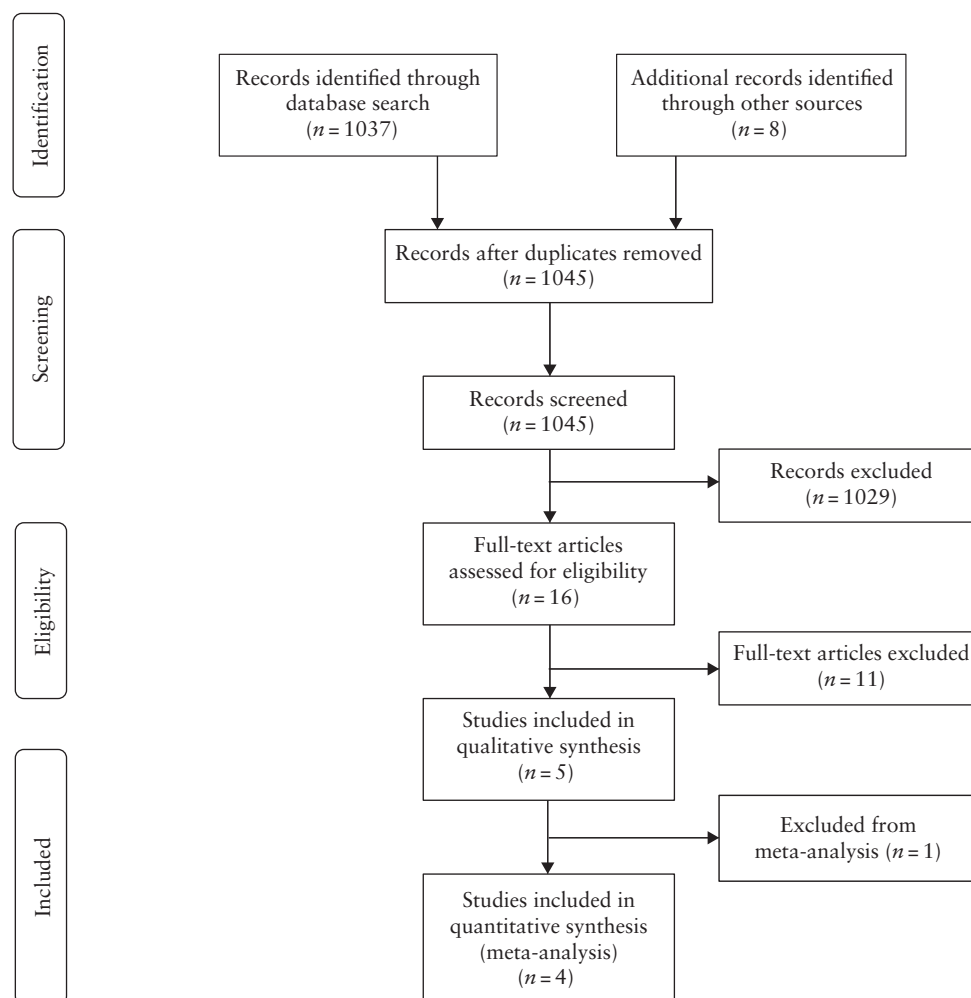 Identification
Records identified through
database search
(n = 1037)
Additional records identified
through other sources
(n = 8)
Screening
Records after duplicates removed
(n = 1045)
Records screened
(n = 1045)
Records excluded
(n = 1029)
Eligibility
Full-text articles
assessed for eligibility
(n = 16)
Full-text articles excluded
(n = 11)
Included
Studies included in
qualitative synthesis
(n = 5)
Excluded from
meta-analysis (n = 1)
Studies included in
quantitative synthesis
(meta-analysis)
(n = 4)